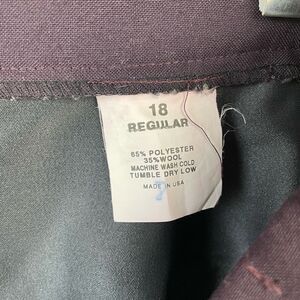 18
REGULAR
65% POLYESTER
35% WOOL
MACHINE WASH COLD
TUMBLE DRY LOW
MADE IN USA